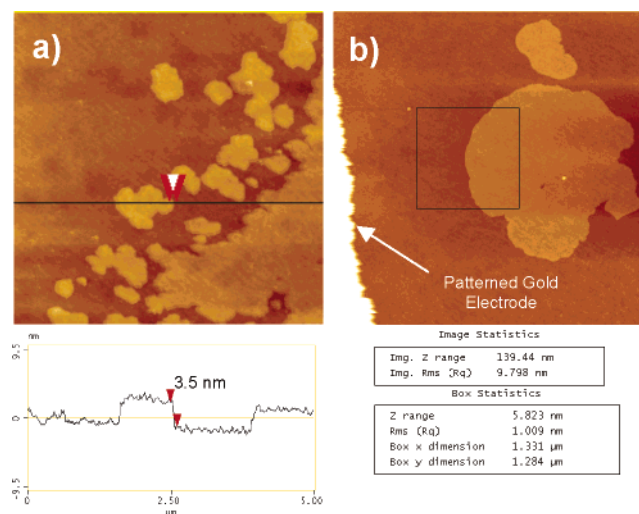 a)
b)
Patterned Gold
Electrode
nm
9.5
3.5 nm
0
-9.5
0
2.50
5.00
µm
Image Statistics
Img. Z range 139.44 nm
Img. Rms (Rq) 9.798 nm
Box Statistics
Z range 5.823 nm
Rms (Rq) 1.009 nm
Box x dimension 1.331 µm
Box y dimension 1.284 µm